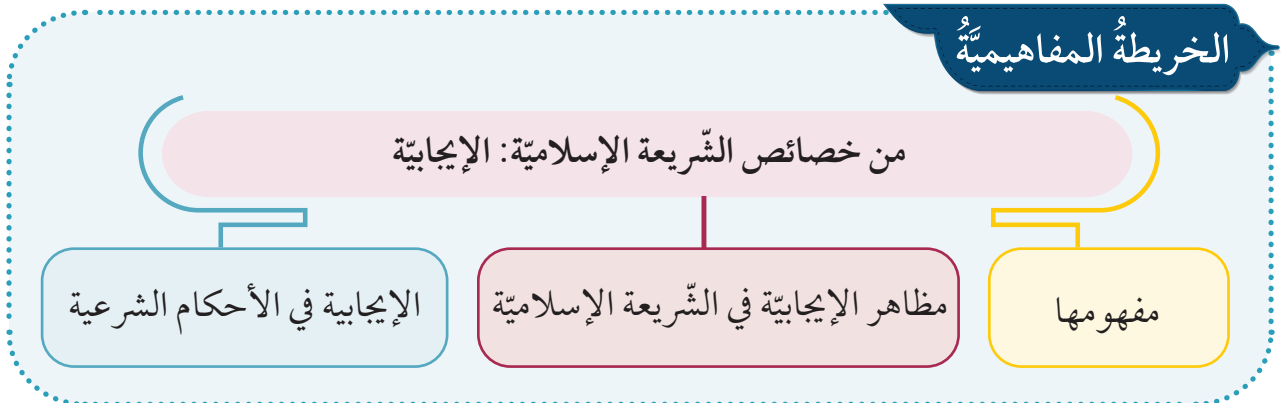 الخريطةُ المفاهيميَّةُ
من خصائص الشّريعة الإسلاميّة: الإيجابيّة
مفهومها
مظاهر الإيجابيّة في الشّريعة الإسلاميّة
الإيجابية في الأحكام الشرعية